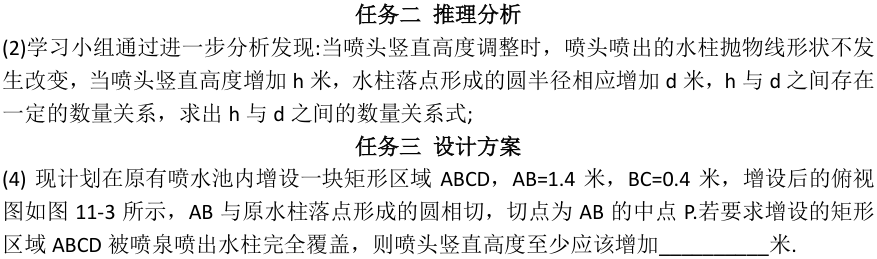 任务二 推理分析
(2)学习小组通过进一步分析发现:当喷头竖直高度调整时，喷头喷出的水柱抛物线形状不发
生改变，当喷头竖直高度增加 h 米，水柱落点形成的圆半径相应增加 d 米，h 与 d 之间存在
一定的数量关系，求出 h 与 d 之间的数量关系式;
任务三 设计方案
(4) 现计划在原有喷水池内增设一块矩形区域 ABCD，AB=1.4 米，BC=0.4 米，增设后的俯视
图如图 11-3 所示，AB 与原水柱落点形成的圆相切，切点为 AB 的中点 P.若要求增设的矩形
区域 ABCD 被喷泉喷出水柱完全覆盖，则喷头竖直高度至少应该增加__________米.